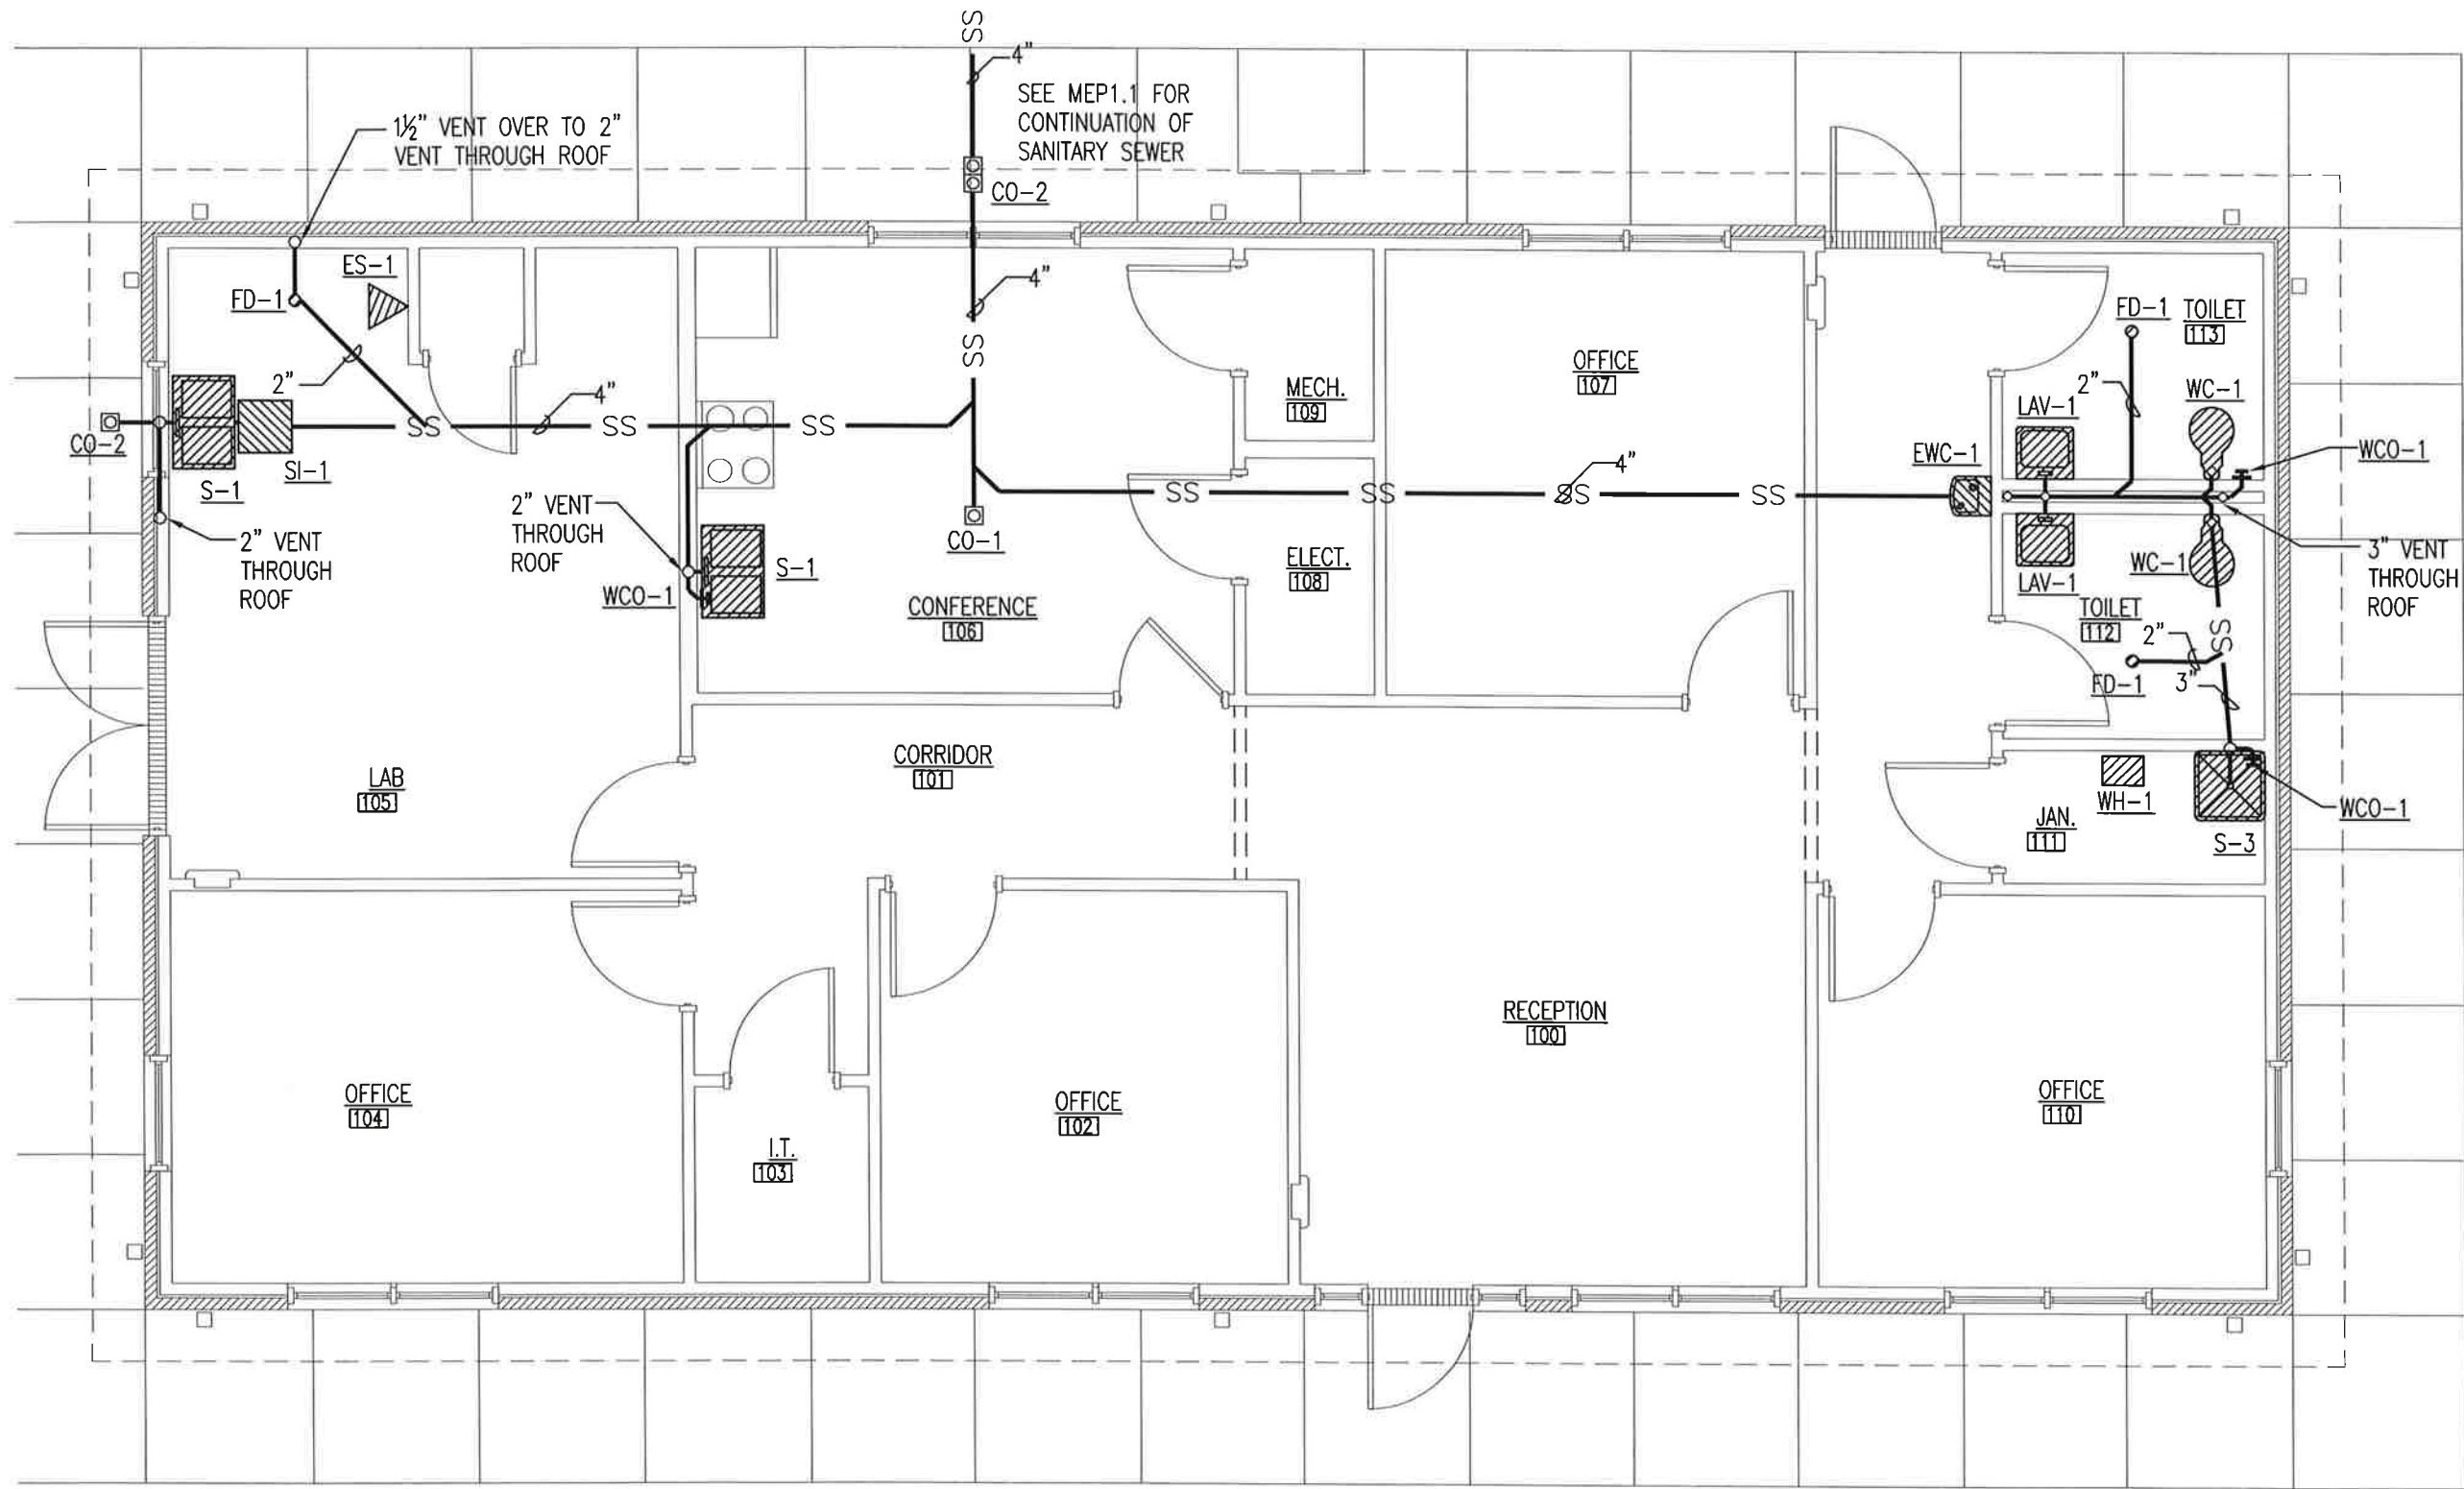 SS
4"
SEE MEP1.1 FOR
CONTINUATION OF
SANITARY SEWER
1½" VENT OVER TO 2"
VENT THROUGH ROOF
CO-2
ES-1
FD-1
4"
SS
2"
4"
SS
SS
SS
CO-2
S-1
SI-1
2" VENT
THROUGH
ROOF
2" VENT
THROUGH
ROOF
WCO-1
S-1
CO-1
CONFERENCE
106
MECH.
109
ELECT.
108
OFFICE
107
SS
SS
4"
SS
SS
EWC-1
FD-1
TOILET
113
2"
WC-1
LAV-1
WCO-1
LAV-1
WC-1
3" VENT
THROUGH
ROOF
TOILET
112
2"
SS
FD-1
3"
LAB
105
CORRIDOR
101
JAN.
111
WH-1
S-3
WCO-1
OFFICE
104
I.T.
103
OFFICE
102
RECEPTION
100
OFFICE
110